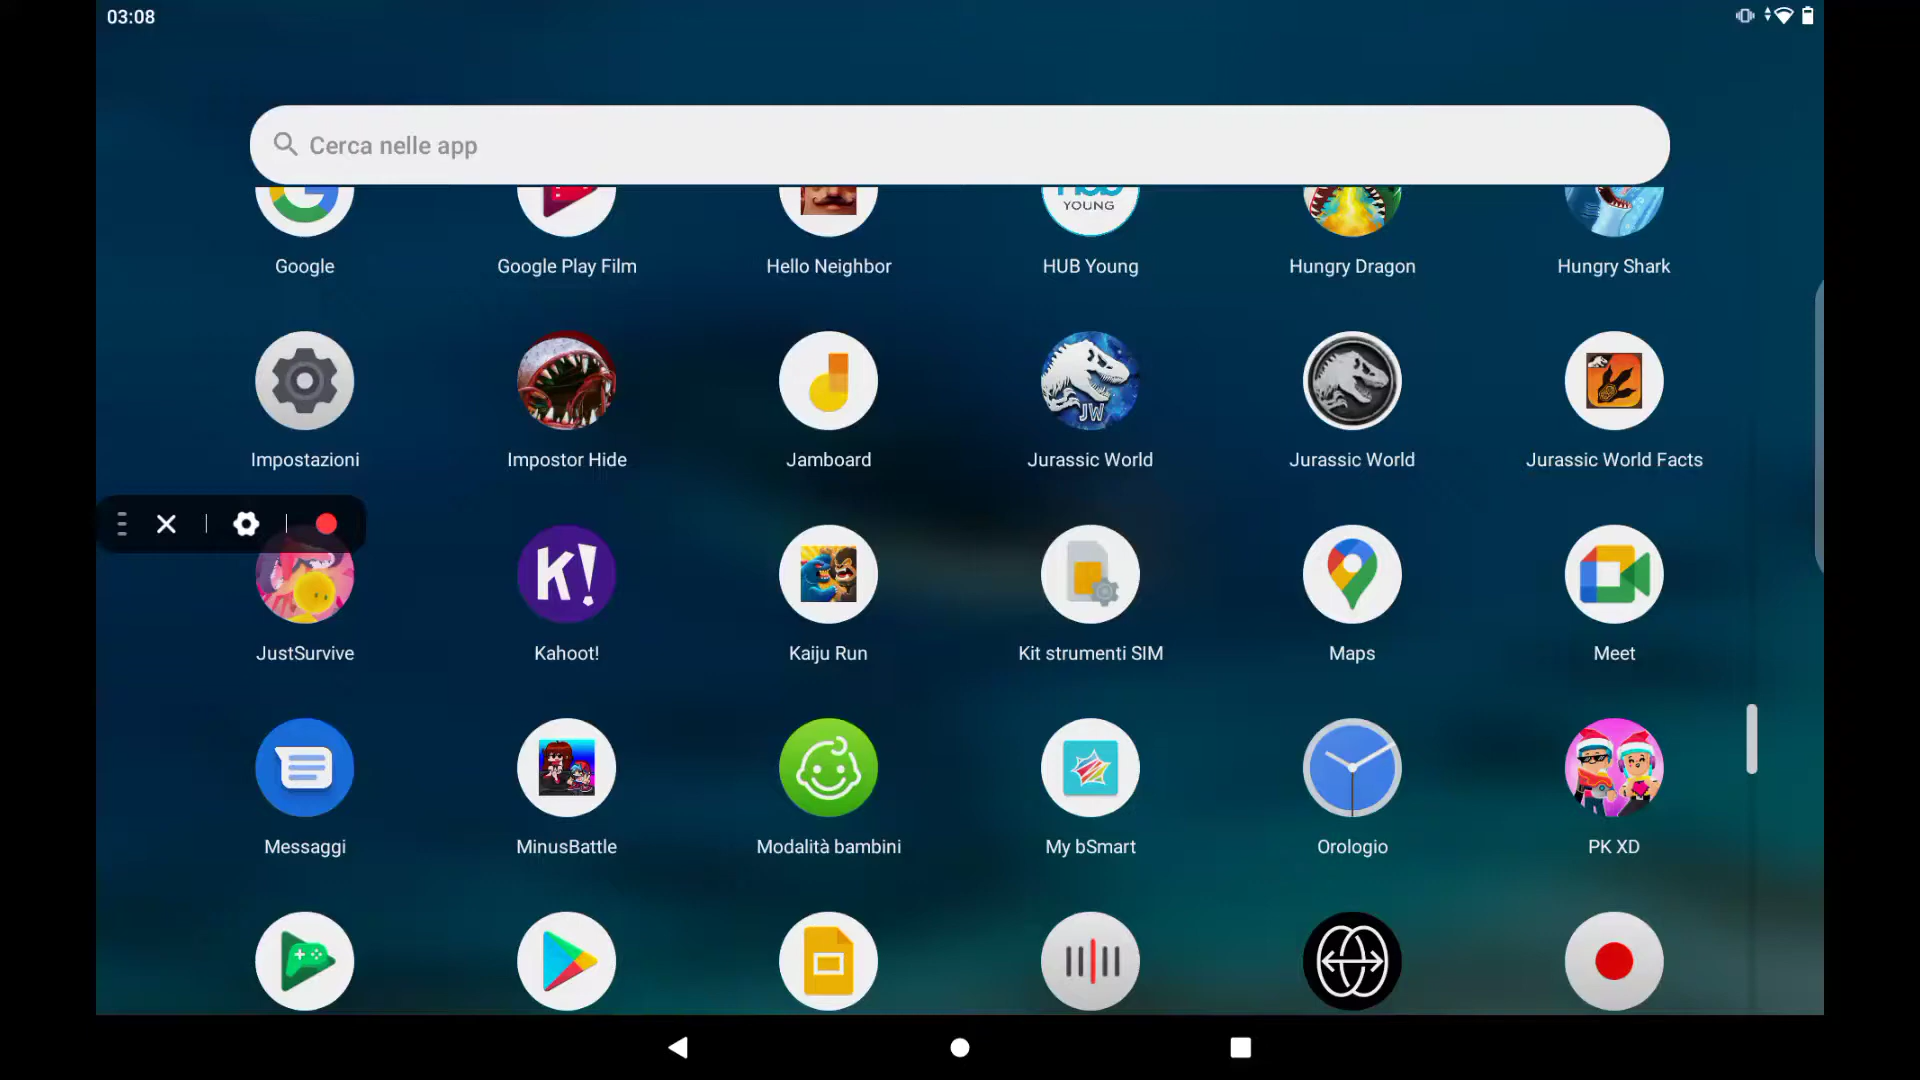 03:08
Cerca nelle app
YOUNG
Google
Google Play Film
Hello Neighbor
HUB Young
Hungry Dragon
Hungry Shark
JW
Impostazioni
Impostor Hide
Jamboard
Jurassic World
Jurassic World
Jurassic World Facts
K!
JustSurvive
Kahoot!
Kaiju Run
Kit strumenti SIM
Maps
Meet
Messaggi
MinusBattle
Modalità bambini
My bSmart
Orologio
PK XD